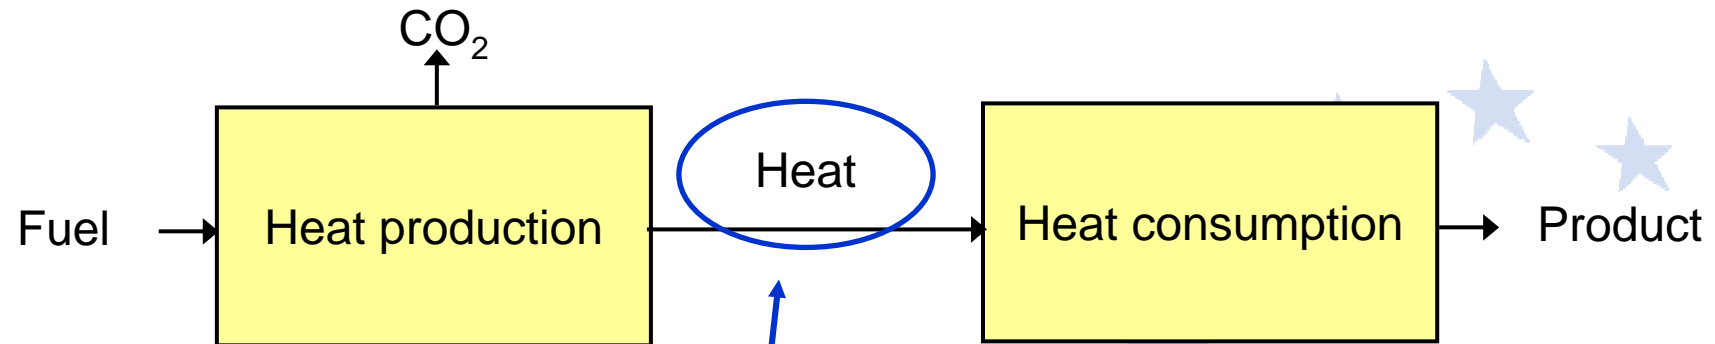 CO₂
Heat
Fuel
Heat production
Heat consumption
Product